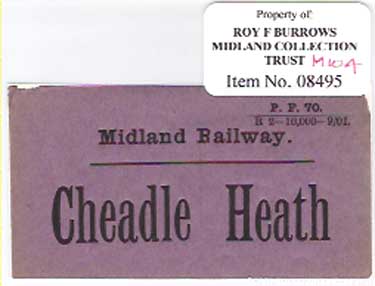 Property of:
ROY F BURROWS
MIDLAND COLLECTION
TRUST
Item No. 08495
P. F. 70.
R 2—10,000—9/01.
Midland Railway.
Cheadle Heath